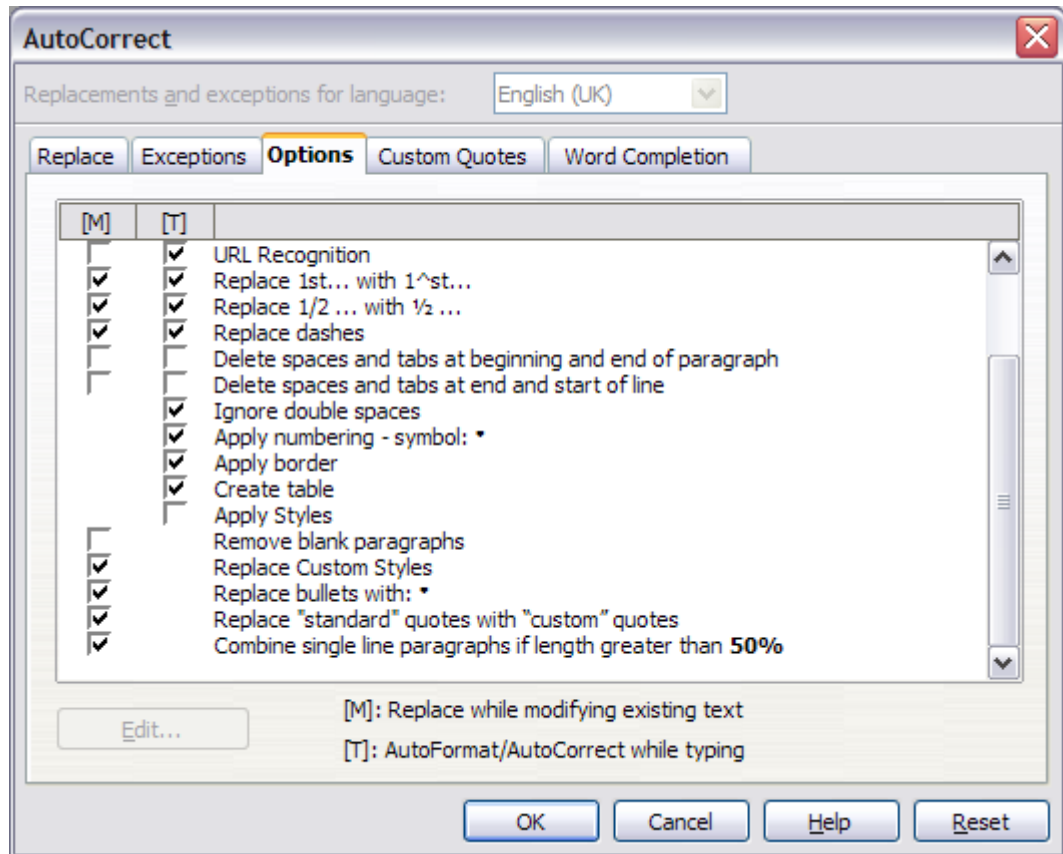 AutoCorrect
Replacements and exceptions for language: English (UK)
Replace Exceptions Options Custom Quotes Word Completion
[M] [T]
URL Recognition
Replace 1st... with 1^st...
Replace 1/2 ... with ½ ...
Replace dashes
Delete spaces and tabs at beginning and end of paragraph
Delete spaces and tabs at end and start of line
Ignore double spaces
Apply numbering - symbol: •
Apply border
Create table
Apply Styles
Remove blank paragraphs
Replace Custom Styles
Replace bullets with: •
Replace "standard" quotes with “custom” quotes
Combine single line paragraphs if length greater than 50%
[M]: Replace while modifying existing text
Edit...
[T]: AutoFormat/AutoCorrect while typing
OK Cancel Help Reset